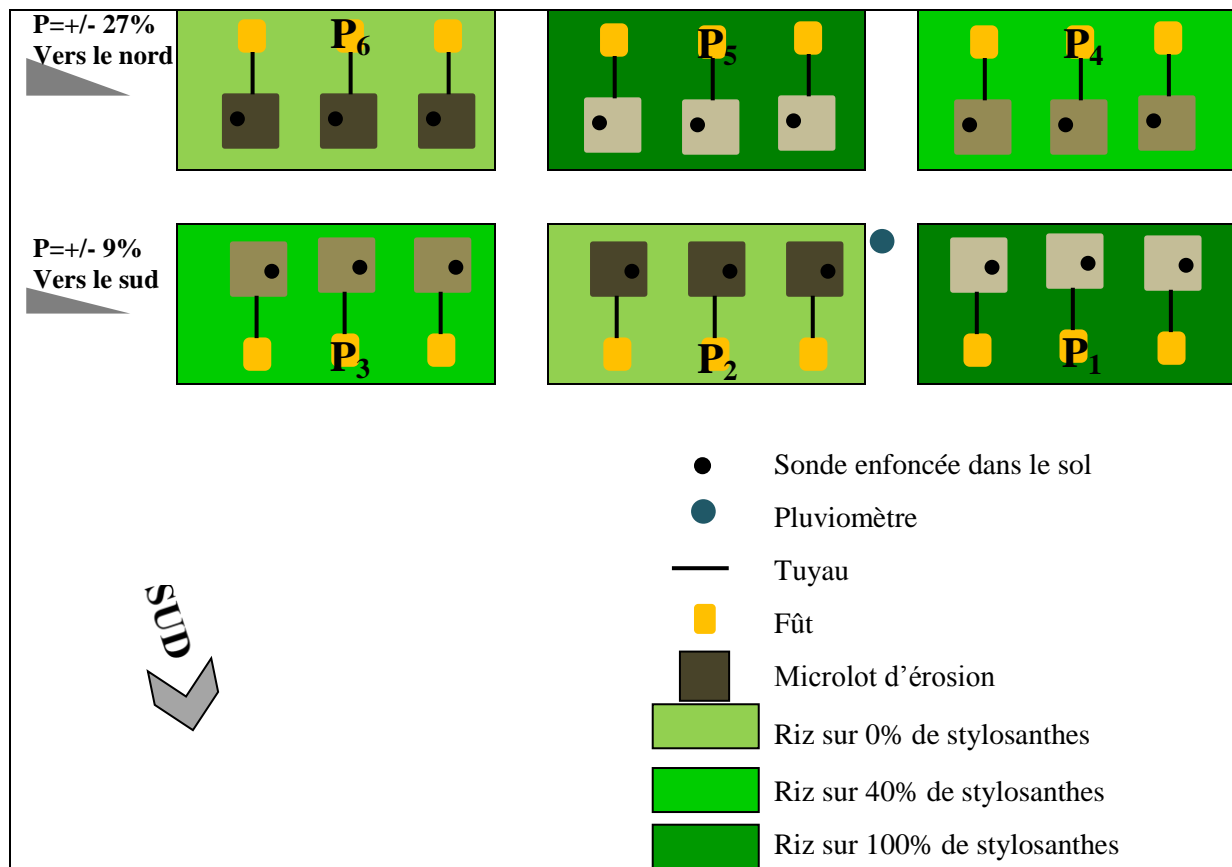 P=+/- 27%
Vers le nord
P6
P5
P4
P=+/- 9%
Vers le sud
P3
P2
P1
Sonde enfoncée dans le sol
Pluviomètre
Tuyau
Fût
SUD
Microlot d’érosion
Riz sur 0% de stylosanthes
Riz sur 40% de stylosanthes
Riz sur 100% de stylosanthes